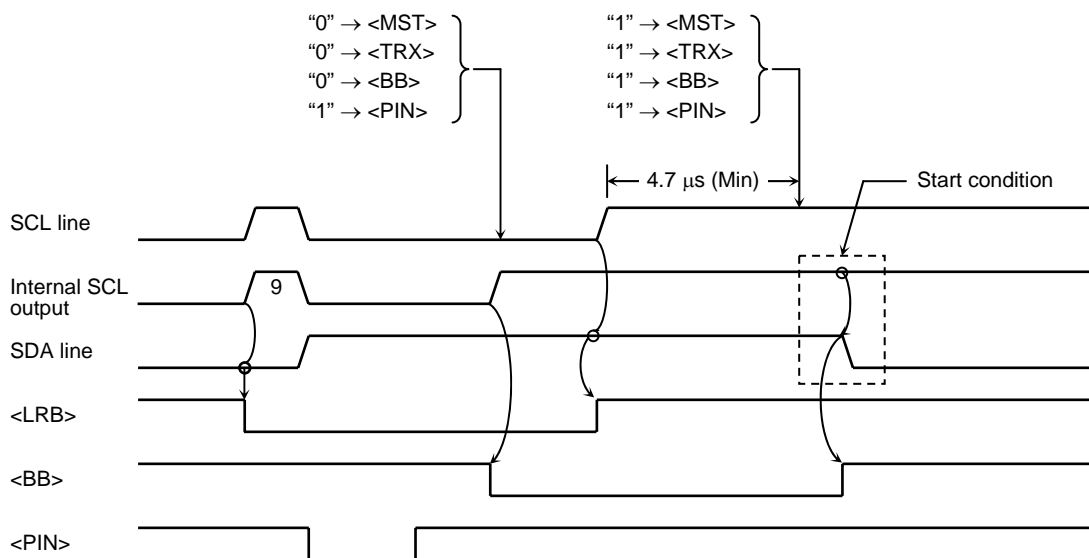 “0” → <MST>
“0” → <TRX>
“0” → <BB>
“1” → <PIN>
“1” → <MST>
“1” → <TRX>
“1” → <BB>
“1” → <PIN>
4.7 μs (Min)
Start condition
SCL line
Internal SCL
output
9
SDA line
<LRB>
<BB>
<PIN>